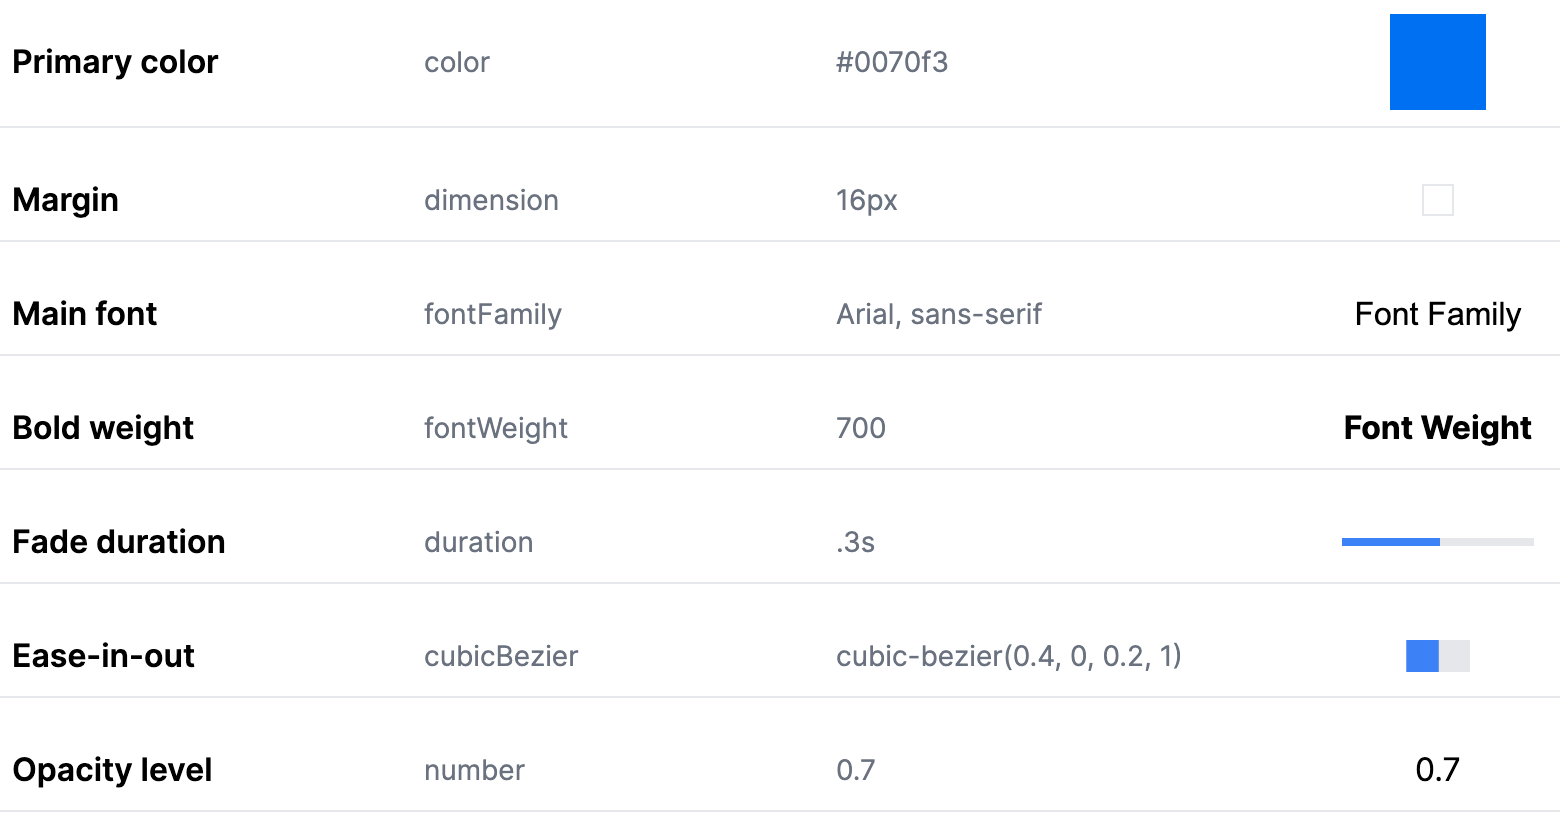 Primary color color #0070f3
Margin dimension 16px
Main font fontFamily Arial, sans-serif Font Family
Bold weight fontWeight 700 Font Weight
Fade duration duration .3s
Ease-in-out cubicBezier cubic-bezier(0.4, 0, 0.2, 1)
Opacity level number 0.7 0.7